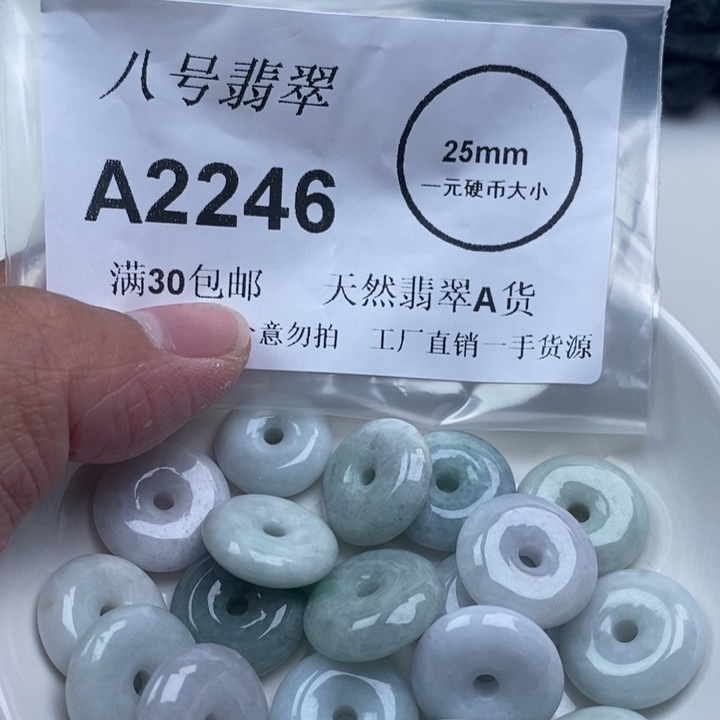 八号翡翠
25mm
一元硬币大小
A2246
满30包邮 天然翡翠A货
意勿拍 工厂直销一手货源